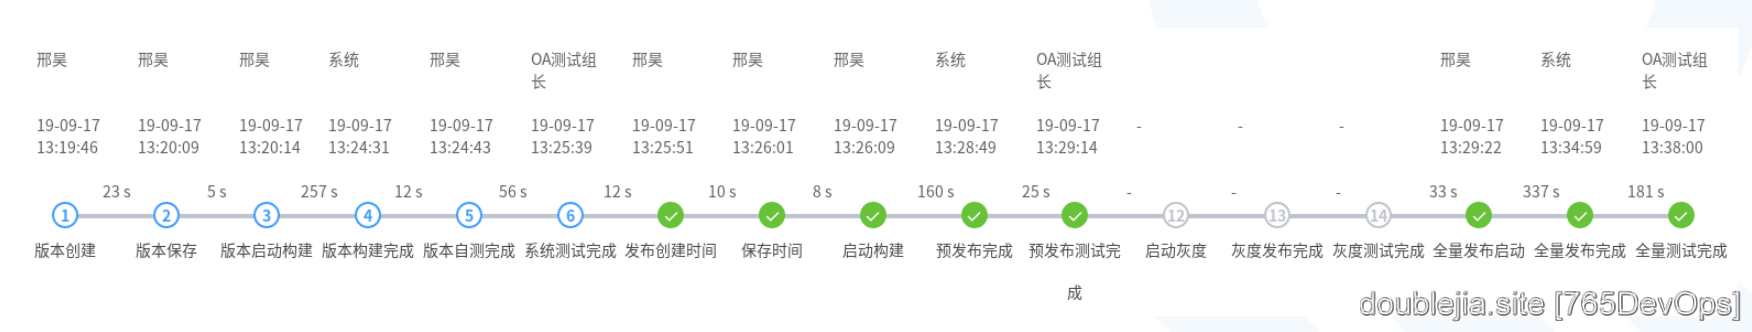 邢昊 邢昊 邢昊 系统 邢昊 OA测试组长 邢昊 邢昊 邢昊 系统 OA测试组长 邢昊 系统 OA测试组长
19-09-17 19-09-17 19-09-17 19-09-17 19-09-17 19-09-17 19-09-17 19-09-17 19-09-17 19-09-17 19-09-17 - - - 19-09-17 19-09-17 19-09-17
13:19:46 13:20:09 13:20:14 13:24:31 13:24:43 13:25:39 13:25:51 13:26:01 13:26:09 13:28:49 13:29:14 13:29:22 13:34:59 13:38:00
23 s 5 s 257 s 12 s 56 s 12 s 10 s 8 s 160 s 25 s - - - 33 s 337 s 181 s
1 2 3 4 5 6 12 13 14
版本创建 版本保存 版本启动构建 版本构建完成 版本自测完成 系统测试完成 发布创建时间 保存时间 启动构建 预发布完成 预发布测试完成 启动灰度 灰度发布完成 灰度测试完成 全量发布启动 全量发布完成 全量测试完成
doublejia.site [765DevOps]